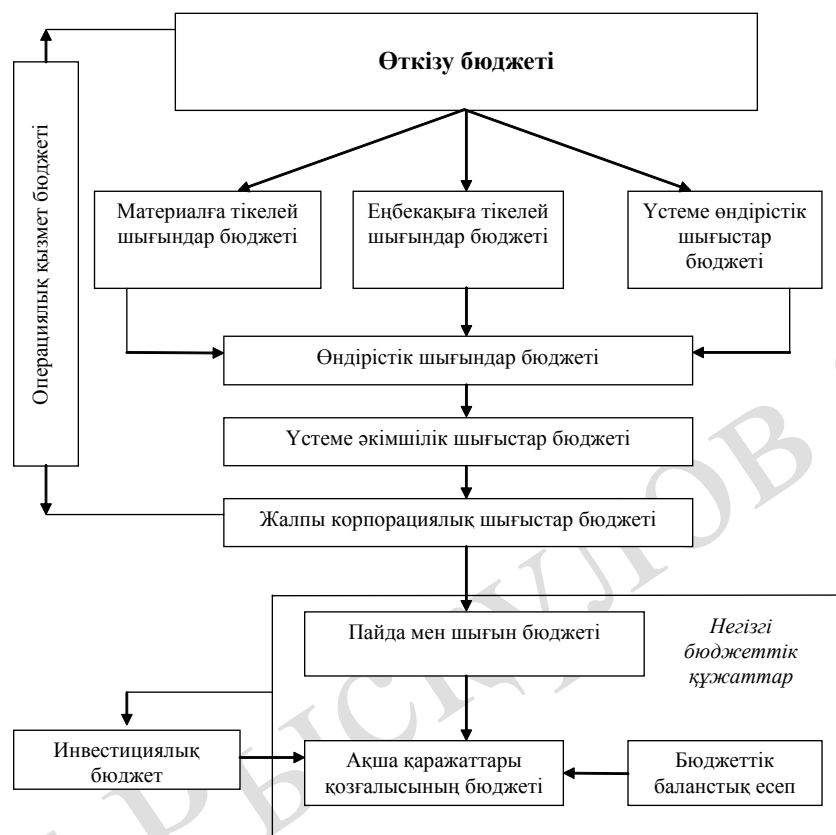 Өткізу бюджеті
Операциялық қызмет бюджеті
Материалға тікелей
шығындар бюджеті
Еңбекақыға тікелей
шығындар бюджеті
Үстеме өндірістік
шығыстар
бюджеті
Өндірістік шығындар бюджеті
Үстеме әкімшілік шығыстар бюджеті
Жалпы корпорациялық шығыстар бюджеті
Пайда мен шығын бюджеті
Негізгі
бюджеттік
құжаттар
Инвестициялық
бюджет
Ақша қаражаттары
қозғалысының бюджеті
Бюджеттік
баланстық есеп
РЫСҚҰЛОВ